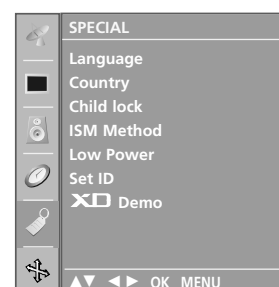 SPECIAL
Language
Country
Child lock
ISM Method
Low Power
Set ID
XD Demo
▲▼ ◄► OK MENU